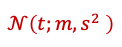 𝒩(t; m, s² )